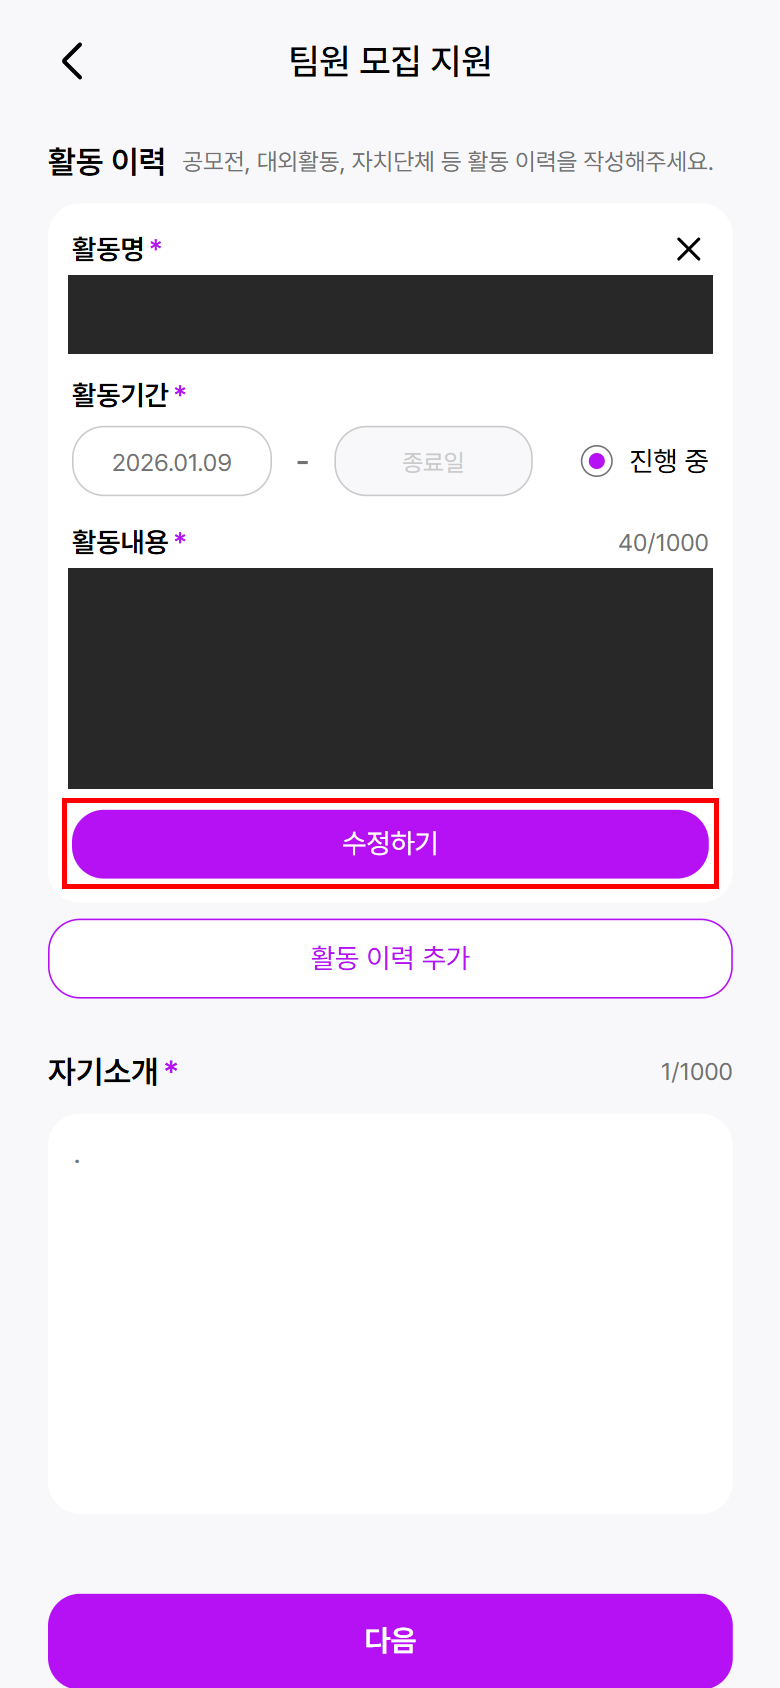 팀원 모집 지원
활동 이력 공모전, 대외활동, 자치단체 등 활동 이력을 작성해주세요.
활동명 *
활동기간 *
2026.01.09 - 종료일 진행 중
활동내용 * 40/1000
수정하기
활동 이력 추가
자기소개 * 1/1000
.
다음